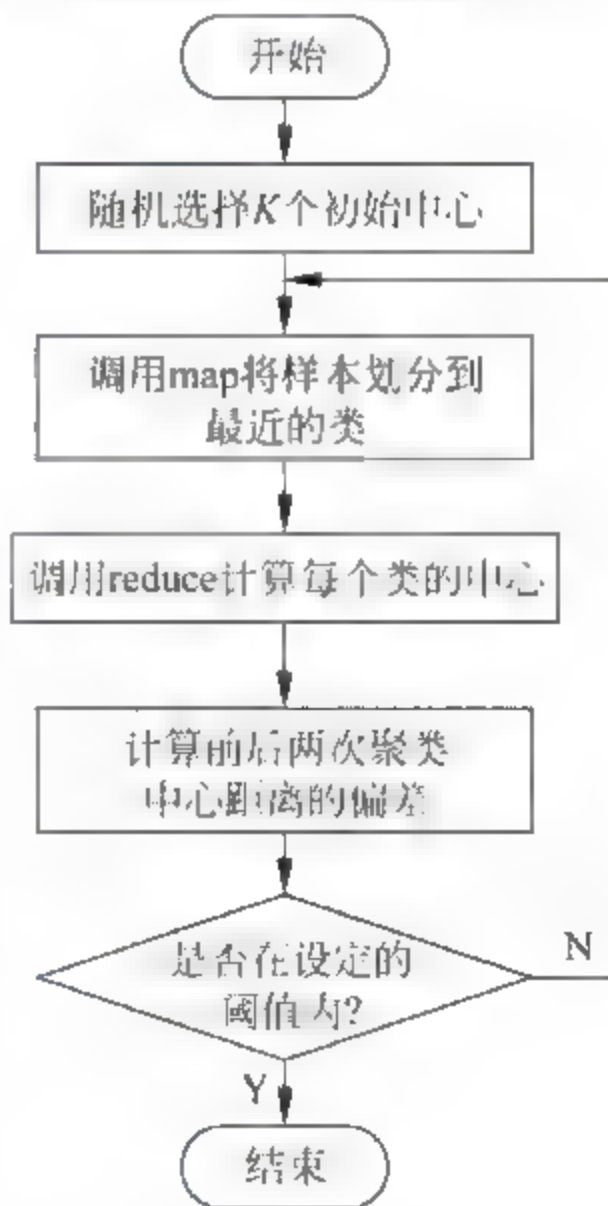 开始
随机选择K个初始中心
调用map将样本划分到
最近的类
调用reduce计算每个类的中心
计算前后两次聚类
中心距离的偏差
是否在设定的
阈值内?
N
Y
结束